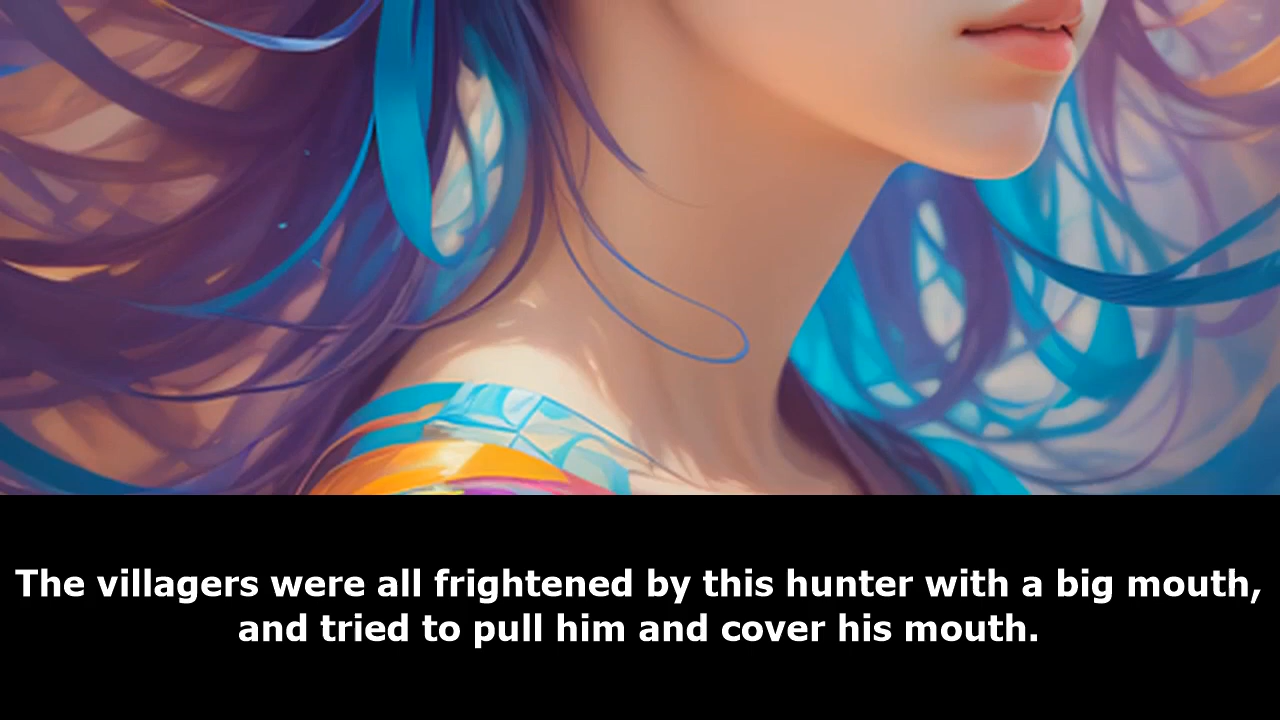 The villagers were all frightened by this hunter with a big mouth,
and tried to pull him and cover his mouth.